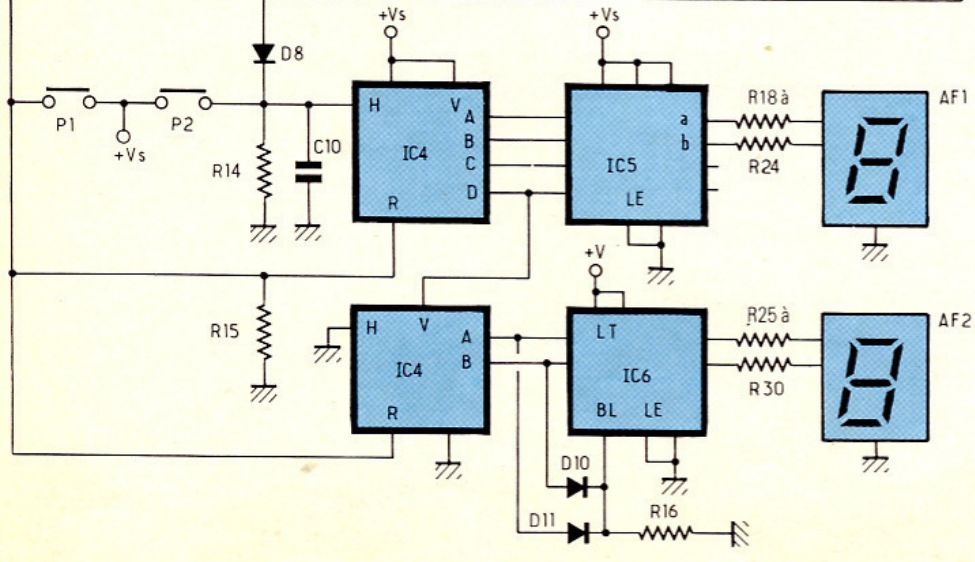 +Vs
+Vs
D8
P1
P2
+Vs
R14
C10
H
V
A
B
C
D
IC4
R
a
b
IC5
LE
R18 à
R24
AF1
R15
+V
H
V
A
B
IC4
R
LT
IC6
BL
LE
R25 à
R30
AF2
D10
D11
R16